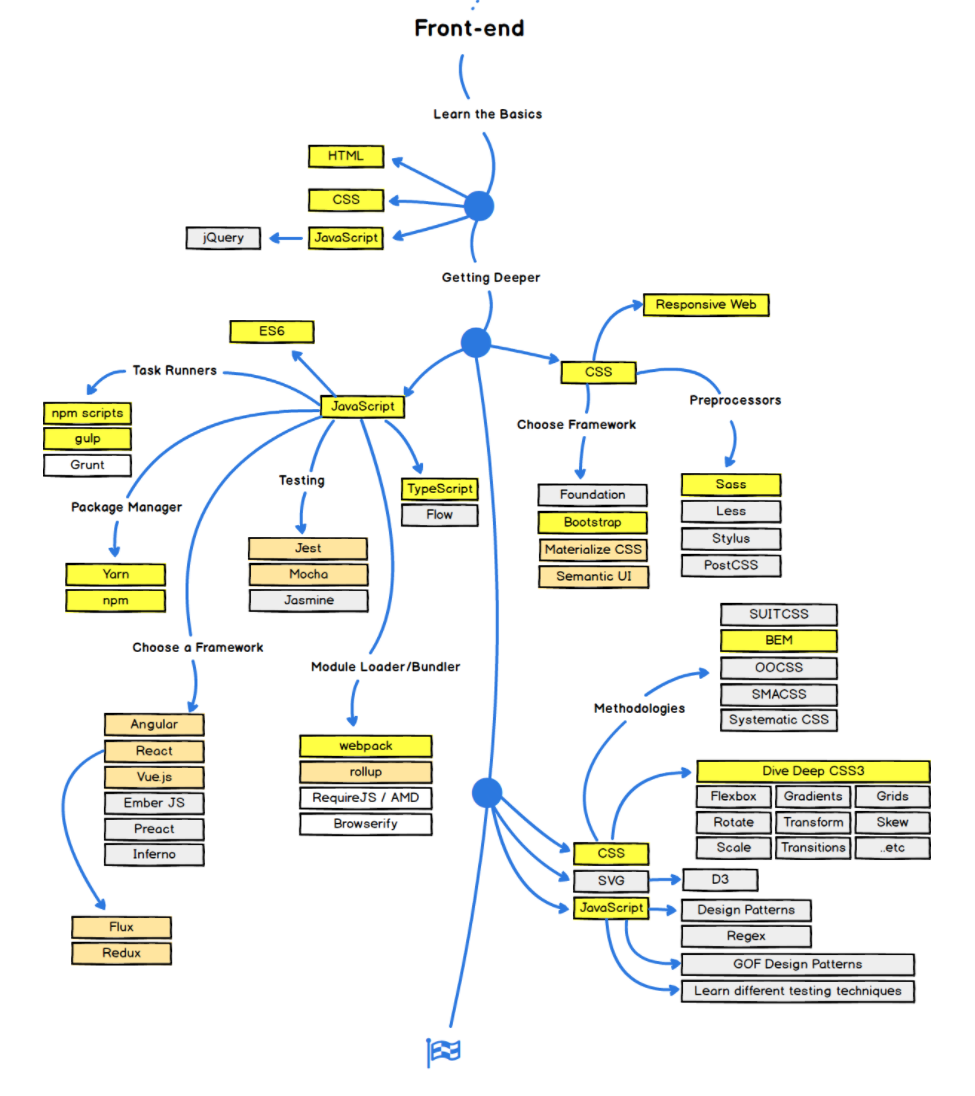 Front-end
Learn the Basics
HTML
CSS
jQuery
JavaScript
Getting Deeper
Responsive Web
ES6
Task Runners
CSS
JavaScript
Preprocessors
npm scripts
gulp
Grunt
Choose Framework
Testing
Package Manager
TypeScript
Flow
Foundation
Bootstrap
Materialize CSS
Semantic UI
Sass
Less
Stylus
PostCSS
Jest
Mocha
Jasmine
Yarn
npm
SUITCSS
BEM
OOCSS
SMACSS
Systematic CSS
Choose a Framework
Module Loader/Bundler
Methodologies
Angular
React
Vue.js
Ember JS
Preact
Inferno
webpack
rollup
RequireJS / AMD
Browserify
Dive Deep CSS3
Flexbox Gradients Grids
Rotate Transform Skew
Scale Transitions ..etc
CSS
SVG
D3
JavaScript
Design Patterns
Regex
GOF Design Patterns
Learn different testing techniques
Flux
Redux